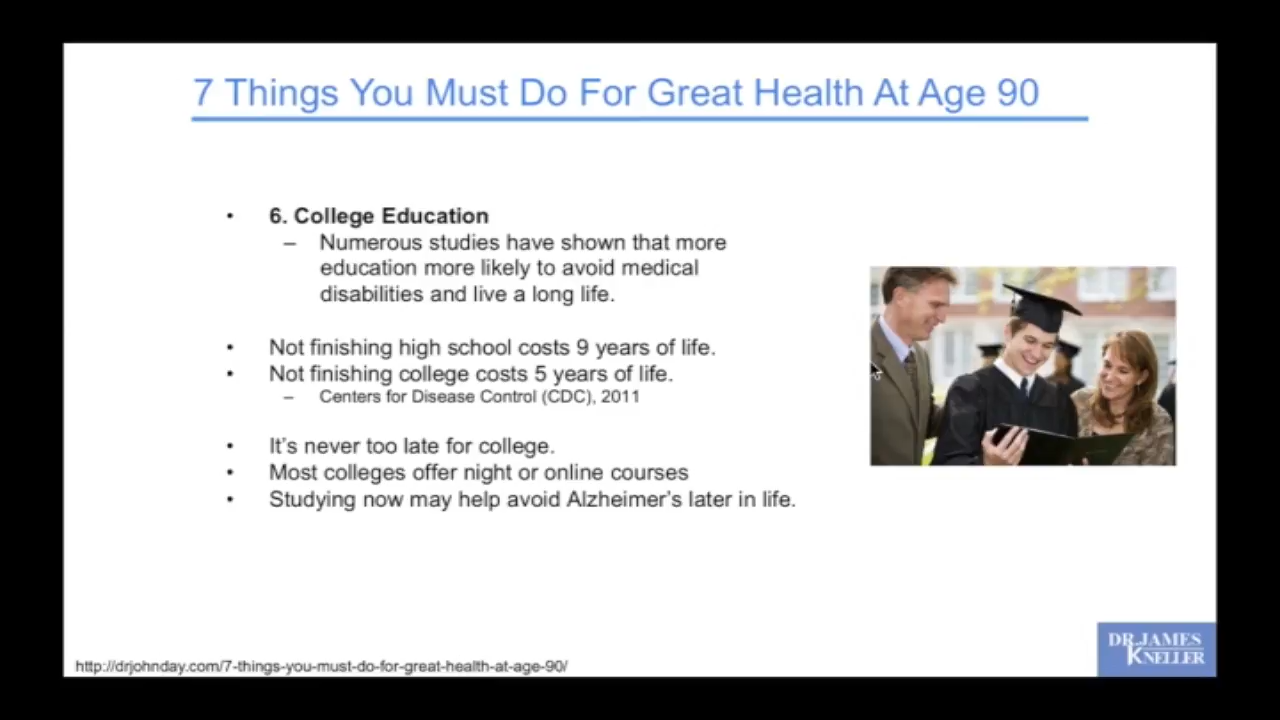 7 Things You Must Do For Great Health At Age 90
• 6. College Education
– Numerous studies have shown that more
education more likely to avoid medical
disabilities and live a long life.
• Not finishing high school costs 9 years of life.
• Not finishing college costs 5 years of life.
– Centers for Disease Control (CDC), 2011
• It's never too late for college.
• Most colleges offer night or online courses
• Studying now may help avoid Alzheimer's later in life.
http://drjohnday.com/7-things-you-must-do-for-great-health-at-age-90/
DR. JAMES
KNELLER